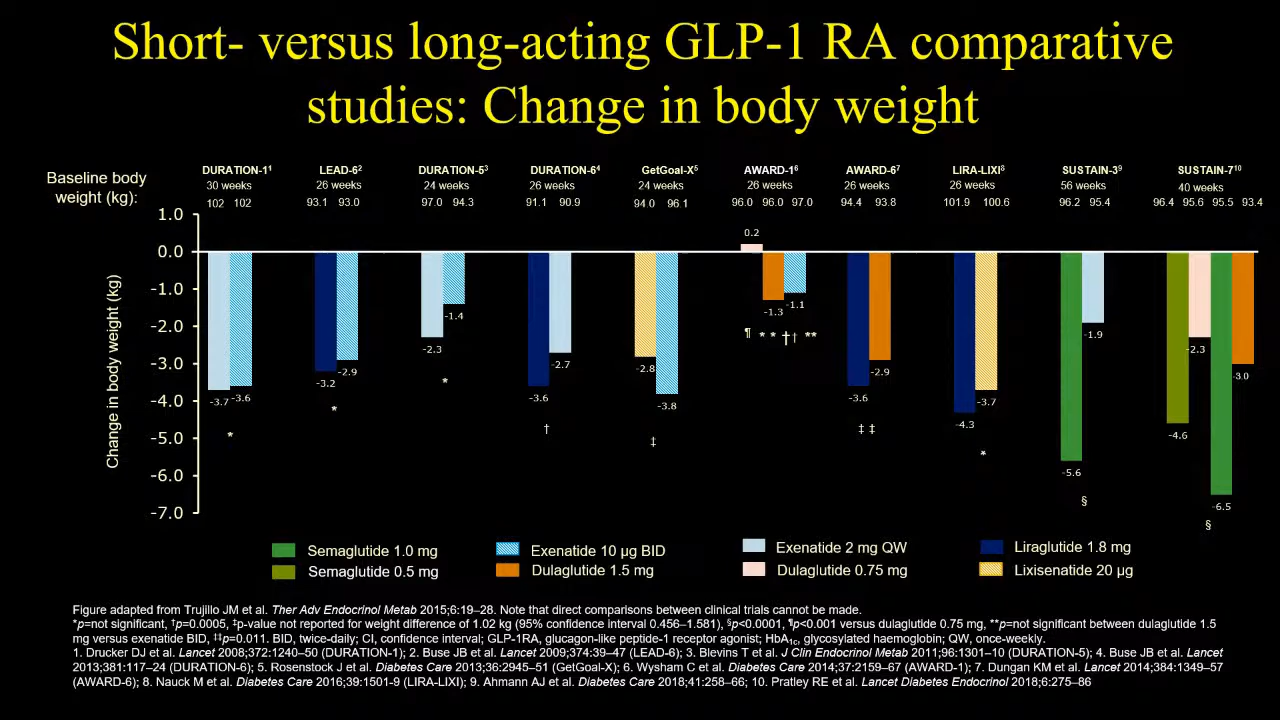 Short- versus long-acting GLP-1 RA comparative
studies: Change in body weight
Baseline body
weight (kg):
DURATION-1¹
30 weeks
102 102
LEAD-6²
26 weeks
93.1 93.0
DURATION-5³
24 weeks
97.0 94.3
DURATION-6⁴
26 weeks
91.1 90.9
GetGoal-X⁵
24 weeks
94.0 96.1
AWARD-1⁶
26 weeks
96.0 96.0 97.0
AWARD-6⁷
26 weeks
94.4 93.8
LIRA-LIXI⁸
26 weeks
101.9 100.6
SUSTAIN-3⁹
56 weeks
96.2 95.4
SUSTAIN-7¹⁰
40 weeks
96.4 95.6 95.5 93.4
Change in body weight (kg)
1.0
0.0
-1.0
-2.0
-3.0
-4.0
-5.0
-6.0
-7.0
-3.7 -3.6
*
-3.2 -2.9
*
-2.3 -1.4
*
-3.6 -2.7
†
-2.8 -3.8
‡
0.2 -1.3 -1.1
¶ * * †† **
-3.6 -2.9
‡ ‡
-4.3 -3.7
*
-5.6 -1.9
§
-4.6 -2.3 -6.5 -3.0
§
Semaglutide 1.0 mg
Exenatide 10 µg BID
Exenatide 2 mg QW
Liraglutide 1.8 mg
Semaglutide 0.5 mg
Dulaglutide 1.5 mg
Dulaglutide 0.75 mg
Lixisenatide 20 µg
Figure adapted from Trujillo JM et al. Ther Adv Endocrinol Metab 2015;6:19–28. Note that direct comparisons between clinical trials cannot be made.
*p=not significant, †p=0.0005, ‡p-value not reported for weight difference of 1.02 kg (95% confidence interval 0.456–1.581), §p<0.0001, ¶p<0.001 versus dulaglutide 0.75 mg, **p=not significant between dulaglutide 1.5
mg versus exenatide BID, ‡‡p=0.011. BID, twice-daily; CI, confidence interval; GLP-1RA, glucagon-like peptide-1 receptor agonist; HbA₁c, glycosylated haemoglobin; QW, once-weekly.
1. Drucker DJ et al. Lancet 2008;372:1240–50 (DURATION-1); 2. Buse JB et al. Lancet 2009;374:39–47 (LEAD-6); 3. Blevins T et al. J Clin Endocrinol Metab 2011;96:1301–10 (DURATION-5); 4. Buse JB et al. Lancet
2013;381:117–24 (DURATION-6); 5. Rosenstock J et al. Diabetes Care 2013;36:2945–51 (GetGoal-X); 6. Wysham C et al. Diabetes Care 2014;37:2159–67 (AWARD-1); 7. Dungan KM et al. Lancet 2014;384:1349–57
(AWARD-6); 8. Nauck M et al. Diabetes Care 2016;39:1501-9 (LIRA-LIXI); 9. Ahmann AJ et al. Diabetes Care 2018;41:258–66; 10. Pratley RE et al. Lancet Diabetes Endocrinol 2018;6:275–86